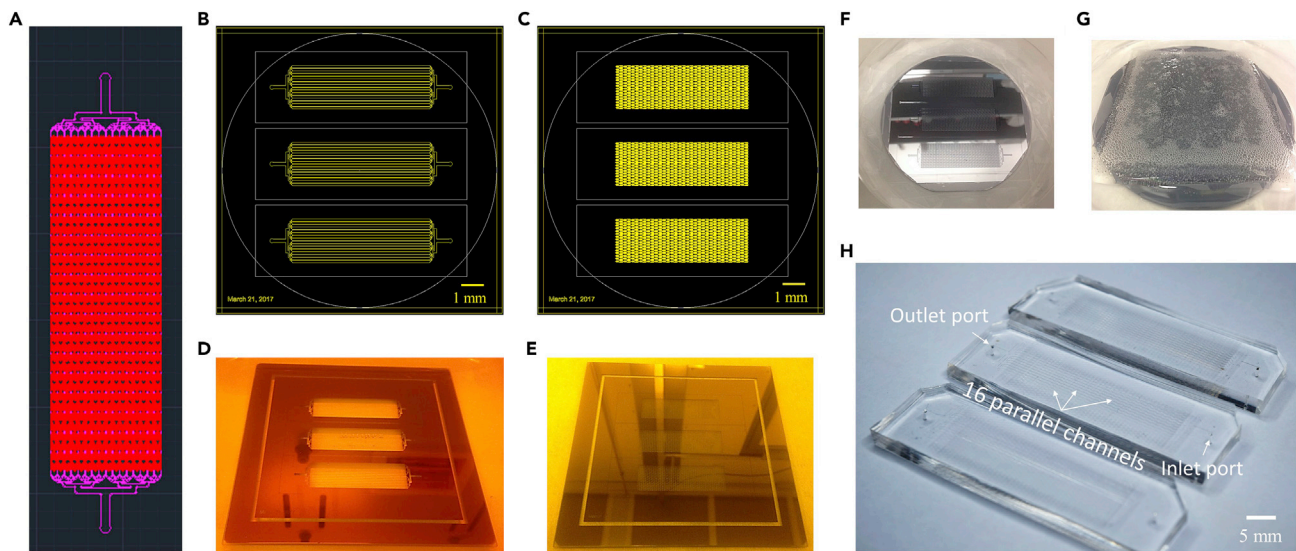 A
B
C
F
G
March 21, 2017
1 mm
March 21, 2017
1 mm
D
E
H
Outlet port
16 parallel channels
Inlet port
5 mm